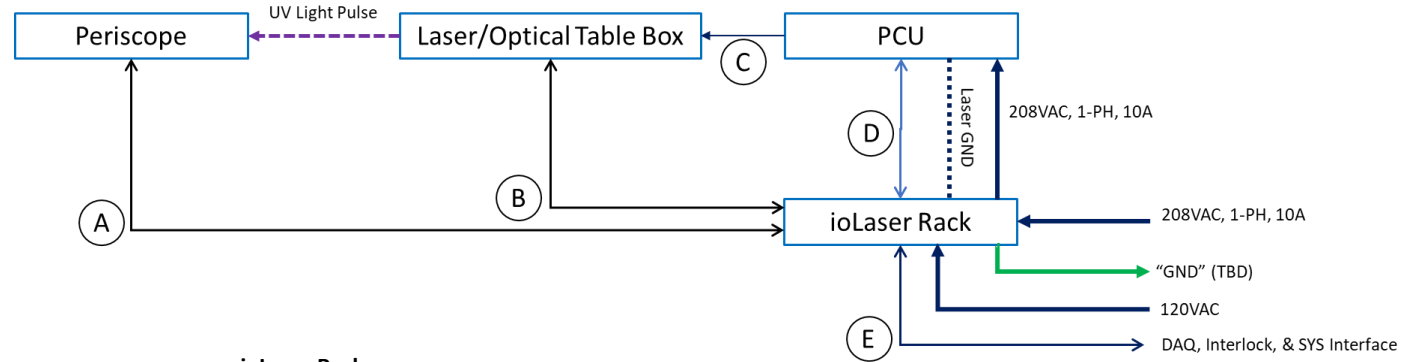 UV Light Pulse
Periscope
Laser/Optical Table Box
PCU
C
Laser GND
208VAC, 1-PH, 10A
D
B
A
ioLaser Rack
208VAC, 1-PH, 10A
“GND” (TBD)
120VAC
E
DAQ, Interlock, & SYS Interface